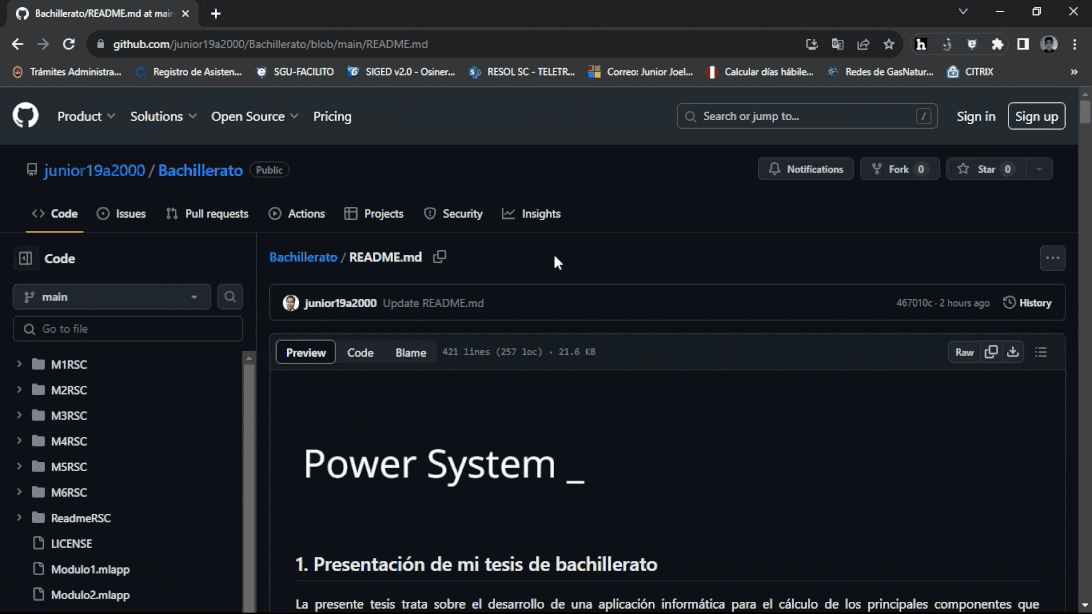 Bachillerato/README.md at main
github.com/junior19a2000/Bachillerato/blob/main/README.md
Trámites Administra... Registro de Asisten... SGU-FACILITO SIGED v2.0 - Osiner... RESOL SC - TELETR... Correo: Junior Joel... Calcular días hábile... Redes de GasNatur... CITRIX »
Product Solutions Open Source Pricing Search or jump to... / Sign in Sign up
junior19a2000 / Bachillerato Public Notifications Fork 0 Star 0
Code Issues Pull requests Actions Projects Security Insights
Code
Bachillerato / README.md
main
junior19a2000 Update README.md 467010c · 2 hours ago History
Go to file
Preview Code Blame 421 lines (257 loc) · 21.6 KB Raw
M1RSC
M2RSC
M3RSC
M4RSC
M5RSC
M6RSC
ReadmeRSC
LICENSE
Modulo1.mlapp
Modulo2.mlapp
Power System _
1. Presentación de mi tesis de bachillerato
La presente tesis trata sobre el desarrollo de una aplicación informática para el cálculo de los principales componentes que